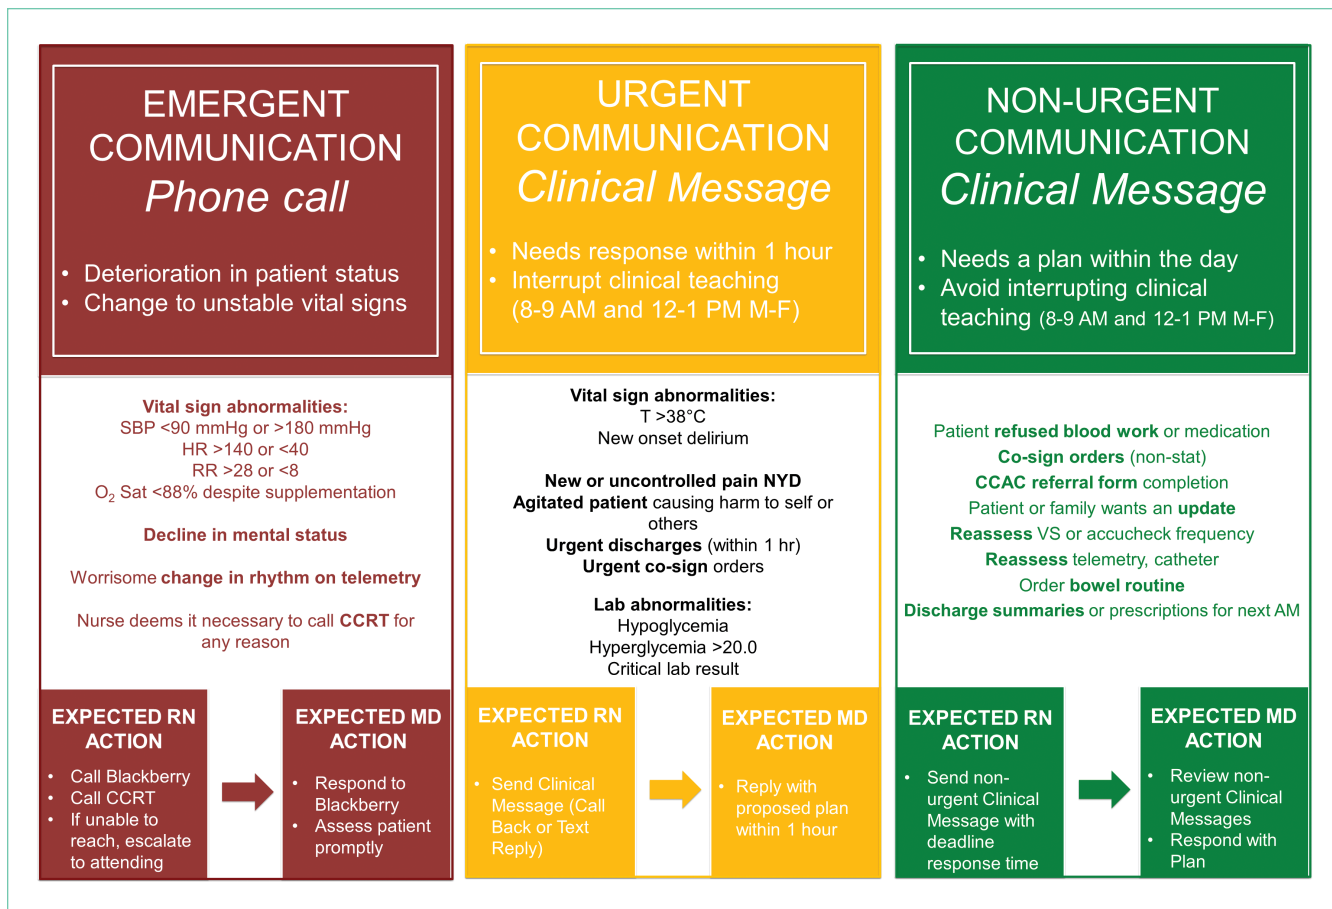 EMERGENT
COMMUNICATION
Phone call
• Deterioration in patient status
• Change to unstable vital signs
Vital sign abnormalities:
SBP <90 mmHg or >180 mmHg
HR >140 or <40
RR >28 or <8
O₂ Sat <88% despite supplementation
Decline in mental status
Worrisome change in rhythm on telemetry
Nurse deems it necessary to call CCRT for
any reason
EXPECTED RN
ACTION
• Call Blackberry
• Call CCRT
• If unable to
reach, escalate
to attending
EXPECTED MD
ACTION
• Respond to
Blackberry
• Assess patient
promptly
URGENT
COMMUNICATION
Clinical Message
• Needs response within 1 hour
• Interrupt clinical teaching
(8-9 AM and 12-1 PM M-F)
Vital sign abnormalities:
T >38°C
New onset delirium
New or uncontrolled pain NYD
Agitated patient causing harm to self or
others
Urgent discharges (within 1 hr)
Urgent co-sign orders
Lab abnormalities:
Hypoglycemia
Hyperglycemia >20.0
Critical lab result
EXPECTED RN
ACTION
• Send Clinical
Message (Call
Back or Text
Reply)
EXPECTED MD
ACTION
• Reply with
proposed plan
within 1 hour
NON-URGENT
COMMUNICATION
Clinical Message
• Needs a plan within the day
• Avoid interrupting clinical
teaching (8-9 AM and 12-1 PM M-F)
Patient refused blood work or medication
Co-sign orders (non-stat)
CCAC referral form completion
Patient or family wants an update
Reassess VS or accucheck frequency
Reassess telemetry, catheter
Order bowel routine
Discharge summaries or prescriptions for next AM
EXPECTED RN
ACTION
• Send non-
urgent Clinical
Message with
deadline
response time
EXPECTED MD
ACTION
• Review non-
urgent Clinical
Messages
• Respond with
Plan